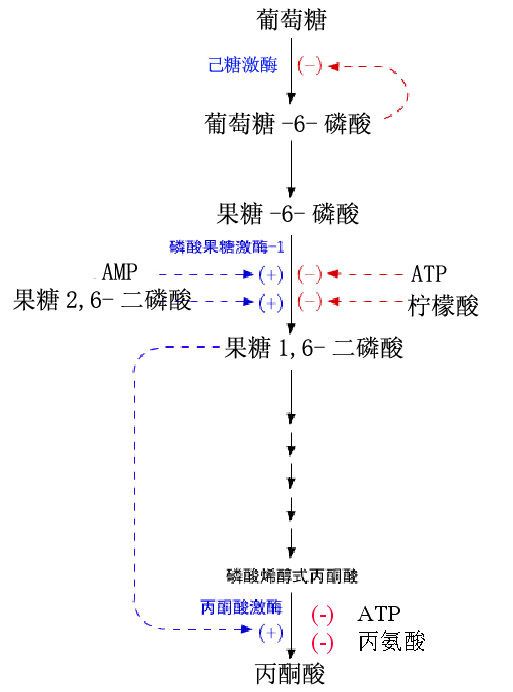 葡萄糖
己糖激酶 (−)
葡萄糖-6-磷酸
果糖-6-磷酸
磷酸果糖激酶-1
AMP (+) (−) ATP
果糖2,6-二磷酸 (+) (−) 柠檬酸
果糖1,6-二磷酸
磷酸烯醇式丙酮酸
丙酮酸激酶 (-) ATP
(+) (-) 丙氨酸
丙酮酸